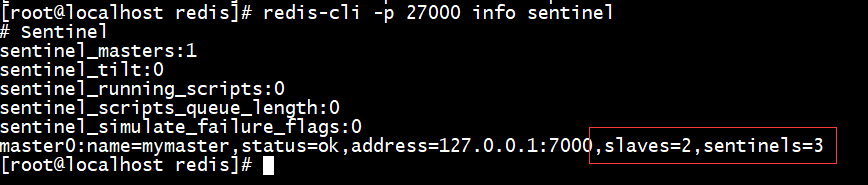 [root@localhost redis]# redis-cli -p 27000 info sentinel
# Sentinel
sentinel_masters:1
sentinel_tilt:0
sentinel_running_scripts:0
sentinel_scripts_queue_length:0
sentinel_simulate_failure_flags:0
master0:name=mymaster,status=ok,address=127.0.0.1:7000,slaves=2,sentinels=3
[root@localhost redis]#